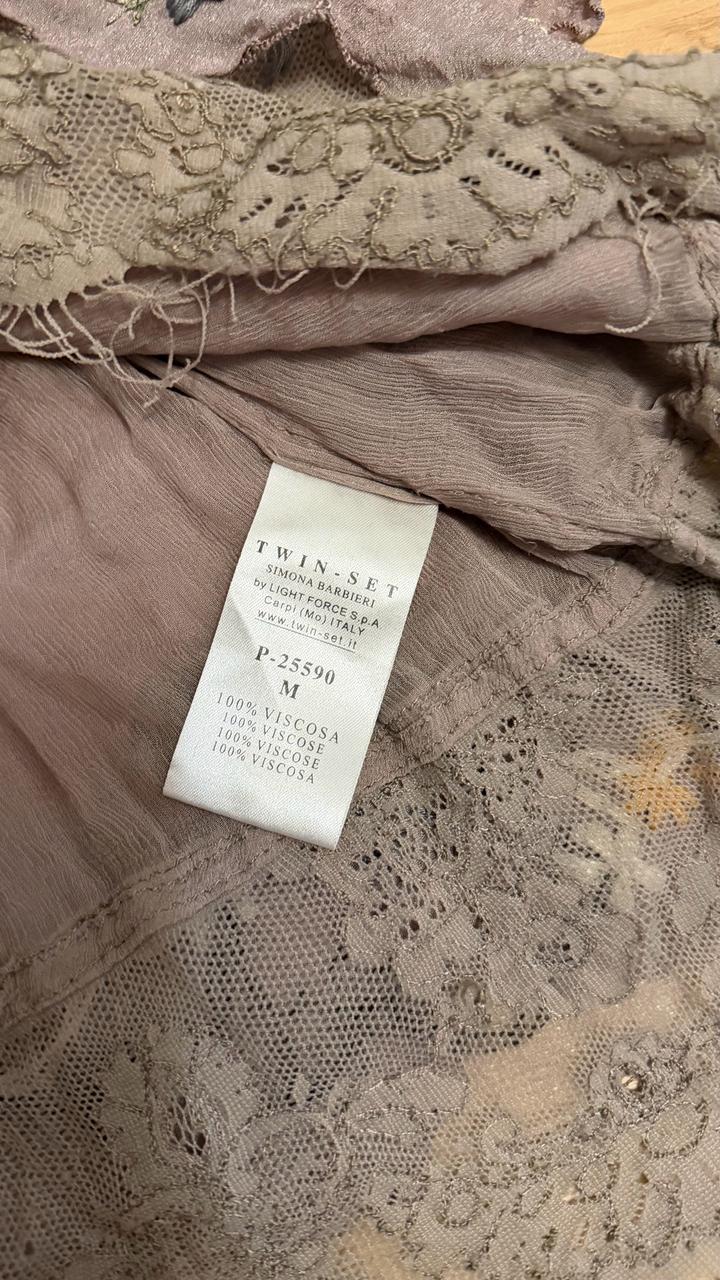 TWIN-SET
SIMONA BARBIERI
by LIGHT FORCE S.p.A
Carpi (Mo) ITALY
www.twin-set.it
P-25590
M
100% VISCOSA
100% VISCOSE
100% VISCOSE
100% VISCOSA